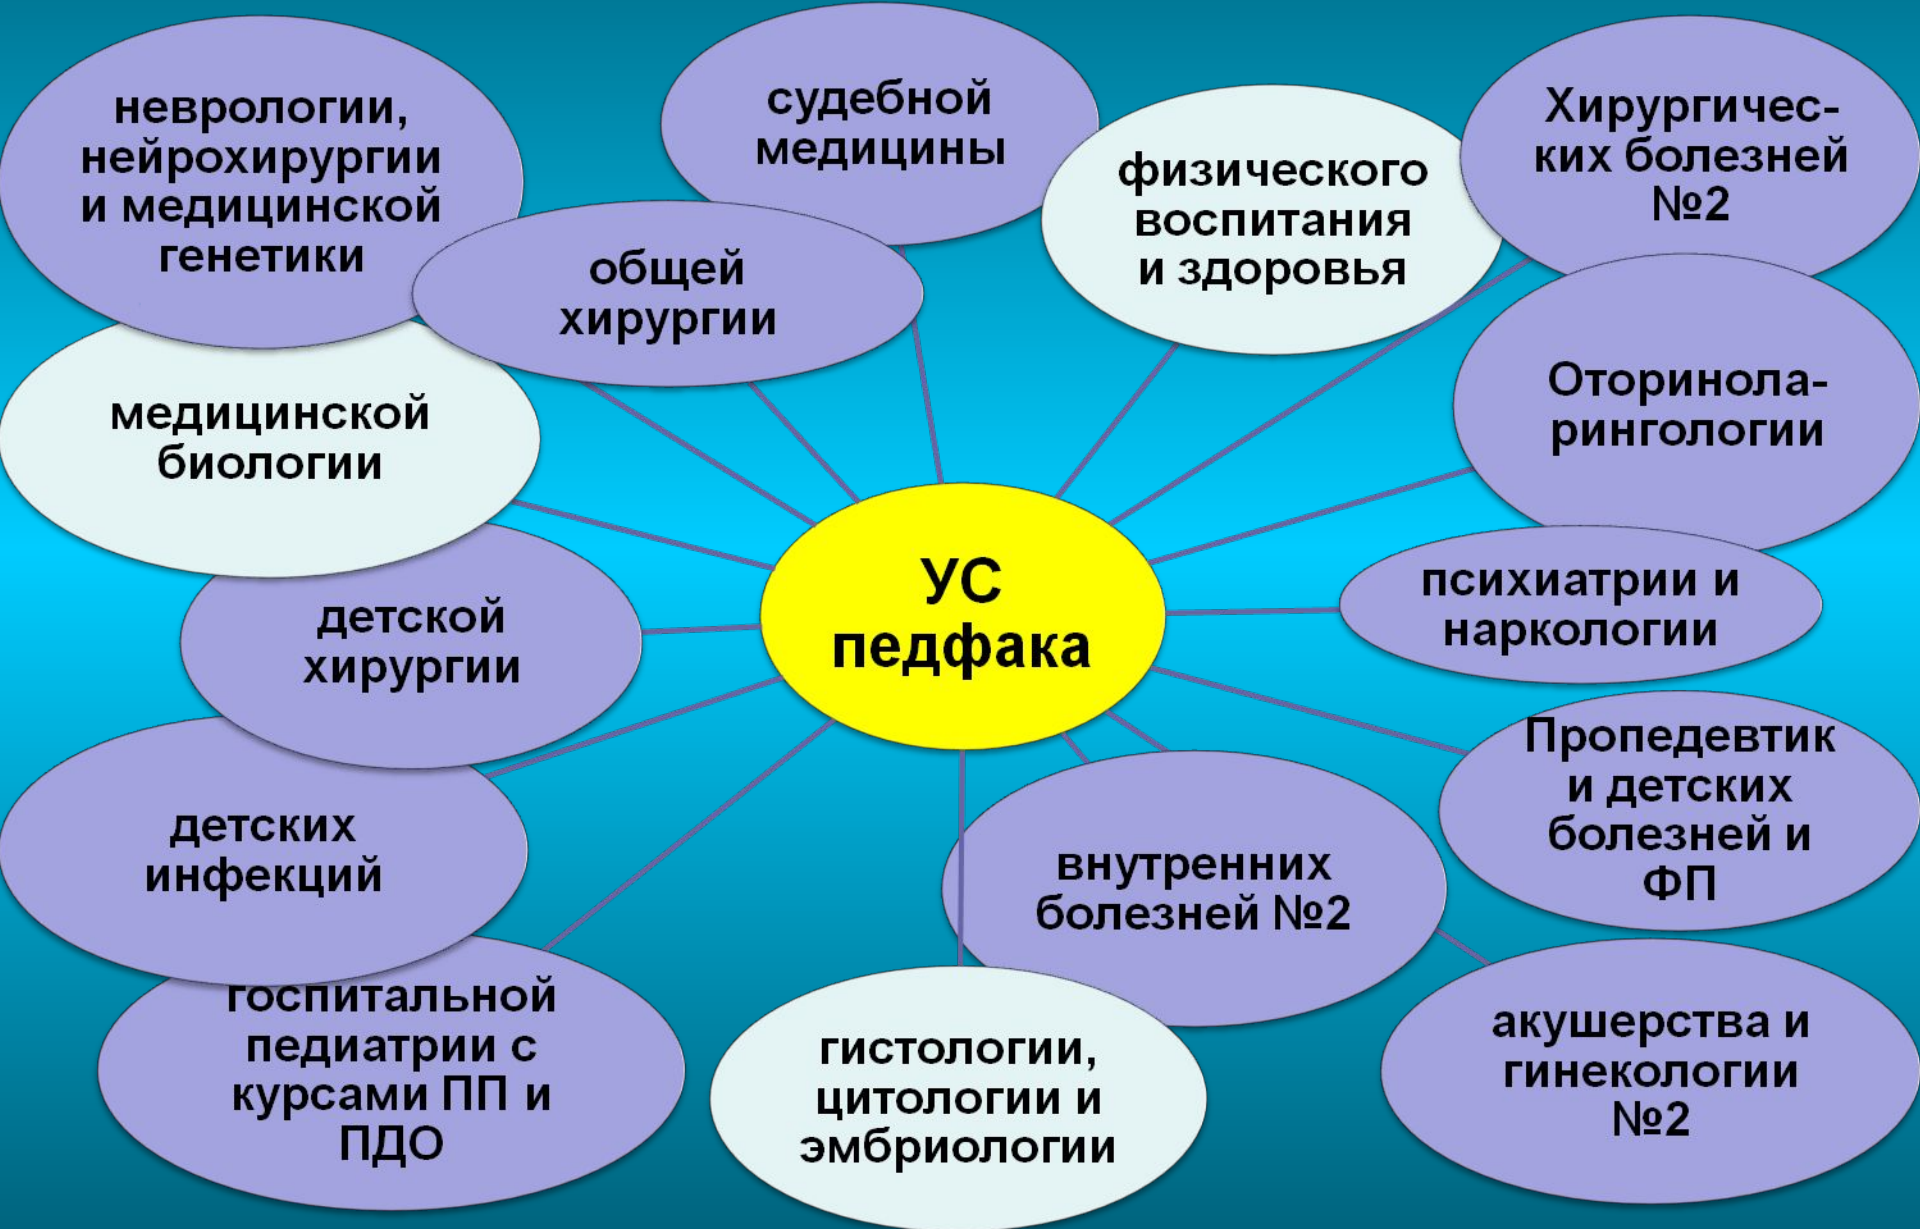 неврологии,
нейрохирургии
и медицинской
генетики
судебной
медицины
физического
воспитания
и здоровья
Хирургичес-
ких болезней
№2
общей
хирургии
медицинской
биологии
Оторинола-
рингологии
УС
педфака
психиатрии и
наркологии
детской
хирургии
Пропедевтик
и детских
болезней и
ФП
детских
инфекций
внутренних
болезней №2
госпитальной
педиатрии с
курсами ПП и
ПДО
гистологии,
цитологии и
эмбриологии
акушерства и
гинекологии
№2